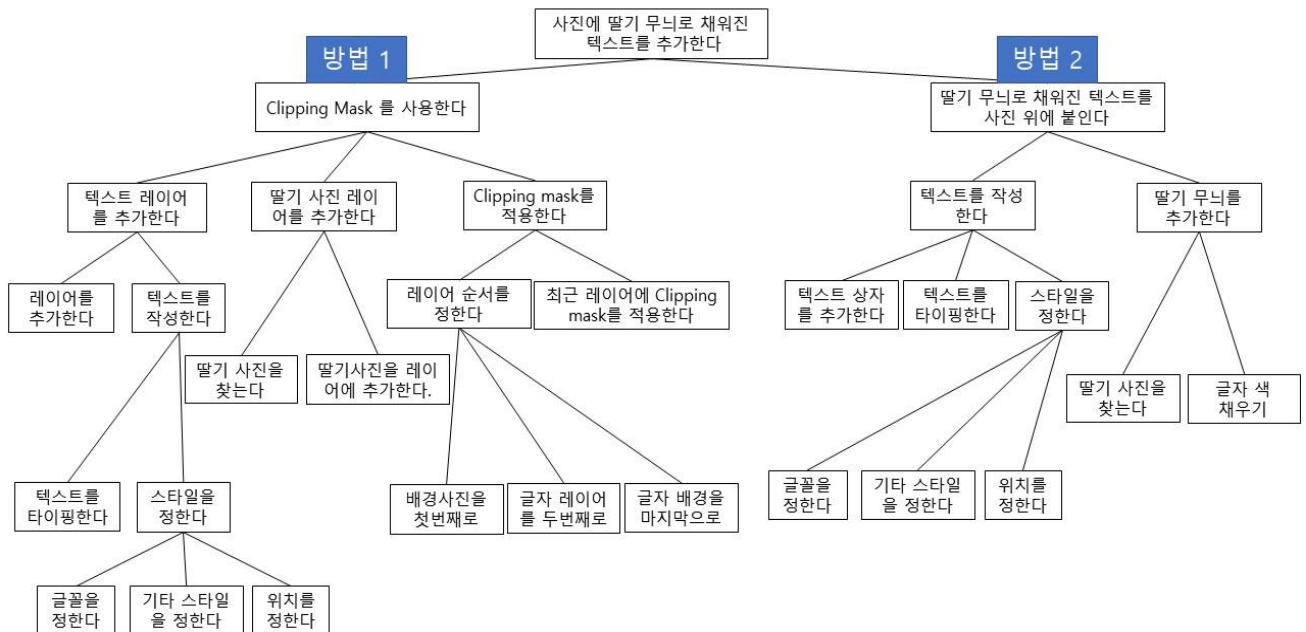 사진에 딸기 무늬로 채워진
텍스트를 추가한다
방법 1
방법 2
Clipping Mask 를 사용한다
딸기 무늬로 채워진 텍스트를
사진 위에 붙인다
텍스트 레이어
를 추가한다
딸기 사진 레이
어를 추가한다
Clipping mask를
적용한다
텍스트를 작성
한다
딸기 무늬를
추가한다
레이어를
추가한다
텍스트를
작성한다
레이어 순서를
정한다
최근 레이어에 Clipping
mask를 적용한다
텍스트 상자
를 추가한다
텍스트를
타이핑한다
스타일을
정한다
딸기 사진을
찾는다
딸기사진을 레이
어에 추가한다.
딸기 사진을
찾는다
글자 색
채우기
텍스트를
타이핑한다
스타일을
정한다
배경사진을
첫번째로
글자 레이어
를 두번째로
글자 배경을
마지막으로
글꼴을
정한다
기타 스타일
을 정한다
위치를
정한다
글꼴을
정한다
기타 스타일
을 정한다
위치를
정한다